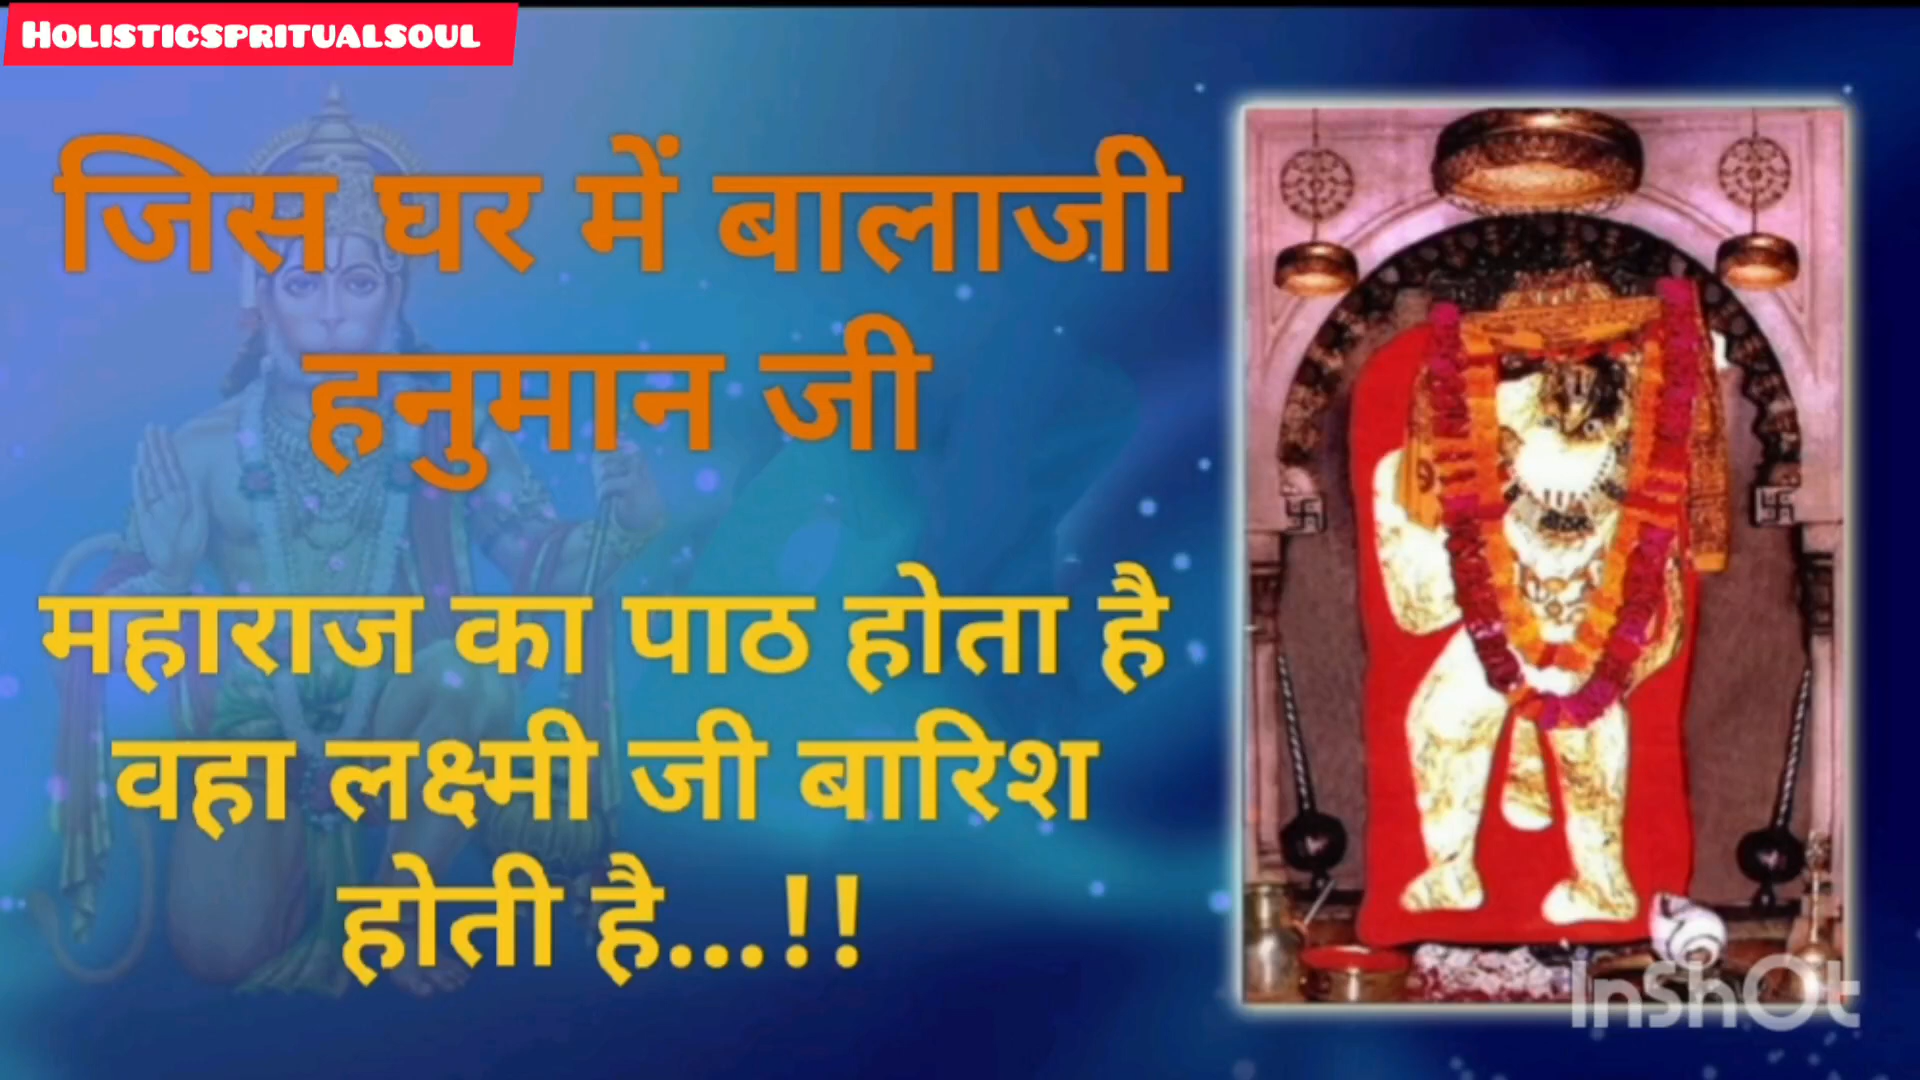 HOLISTICSPRITUALSOUL
जिस घर में बालाजी
हनुमान जी
महाराज का पाठ होता है
वहा लक्ष्मी जी बारिश
होती है...!!
InShOt